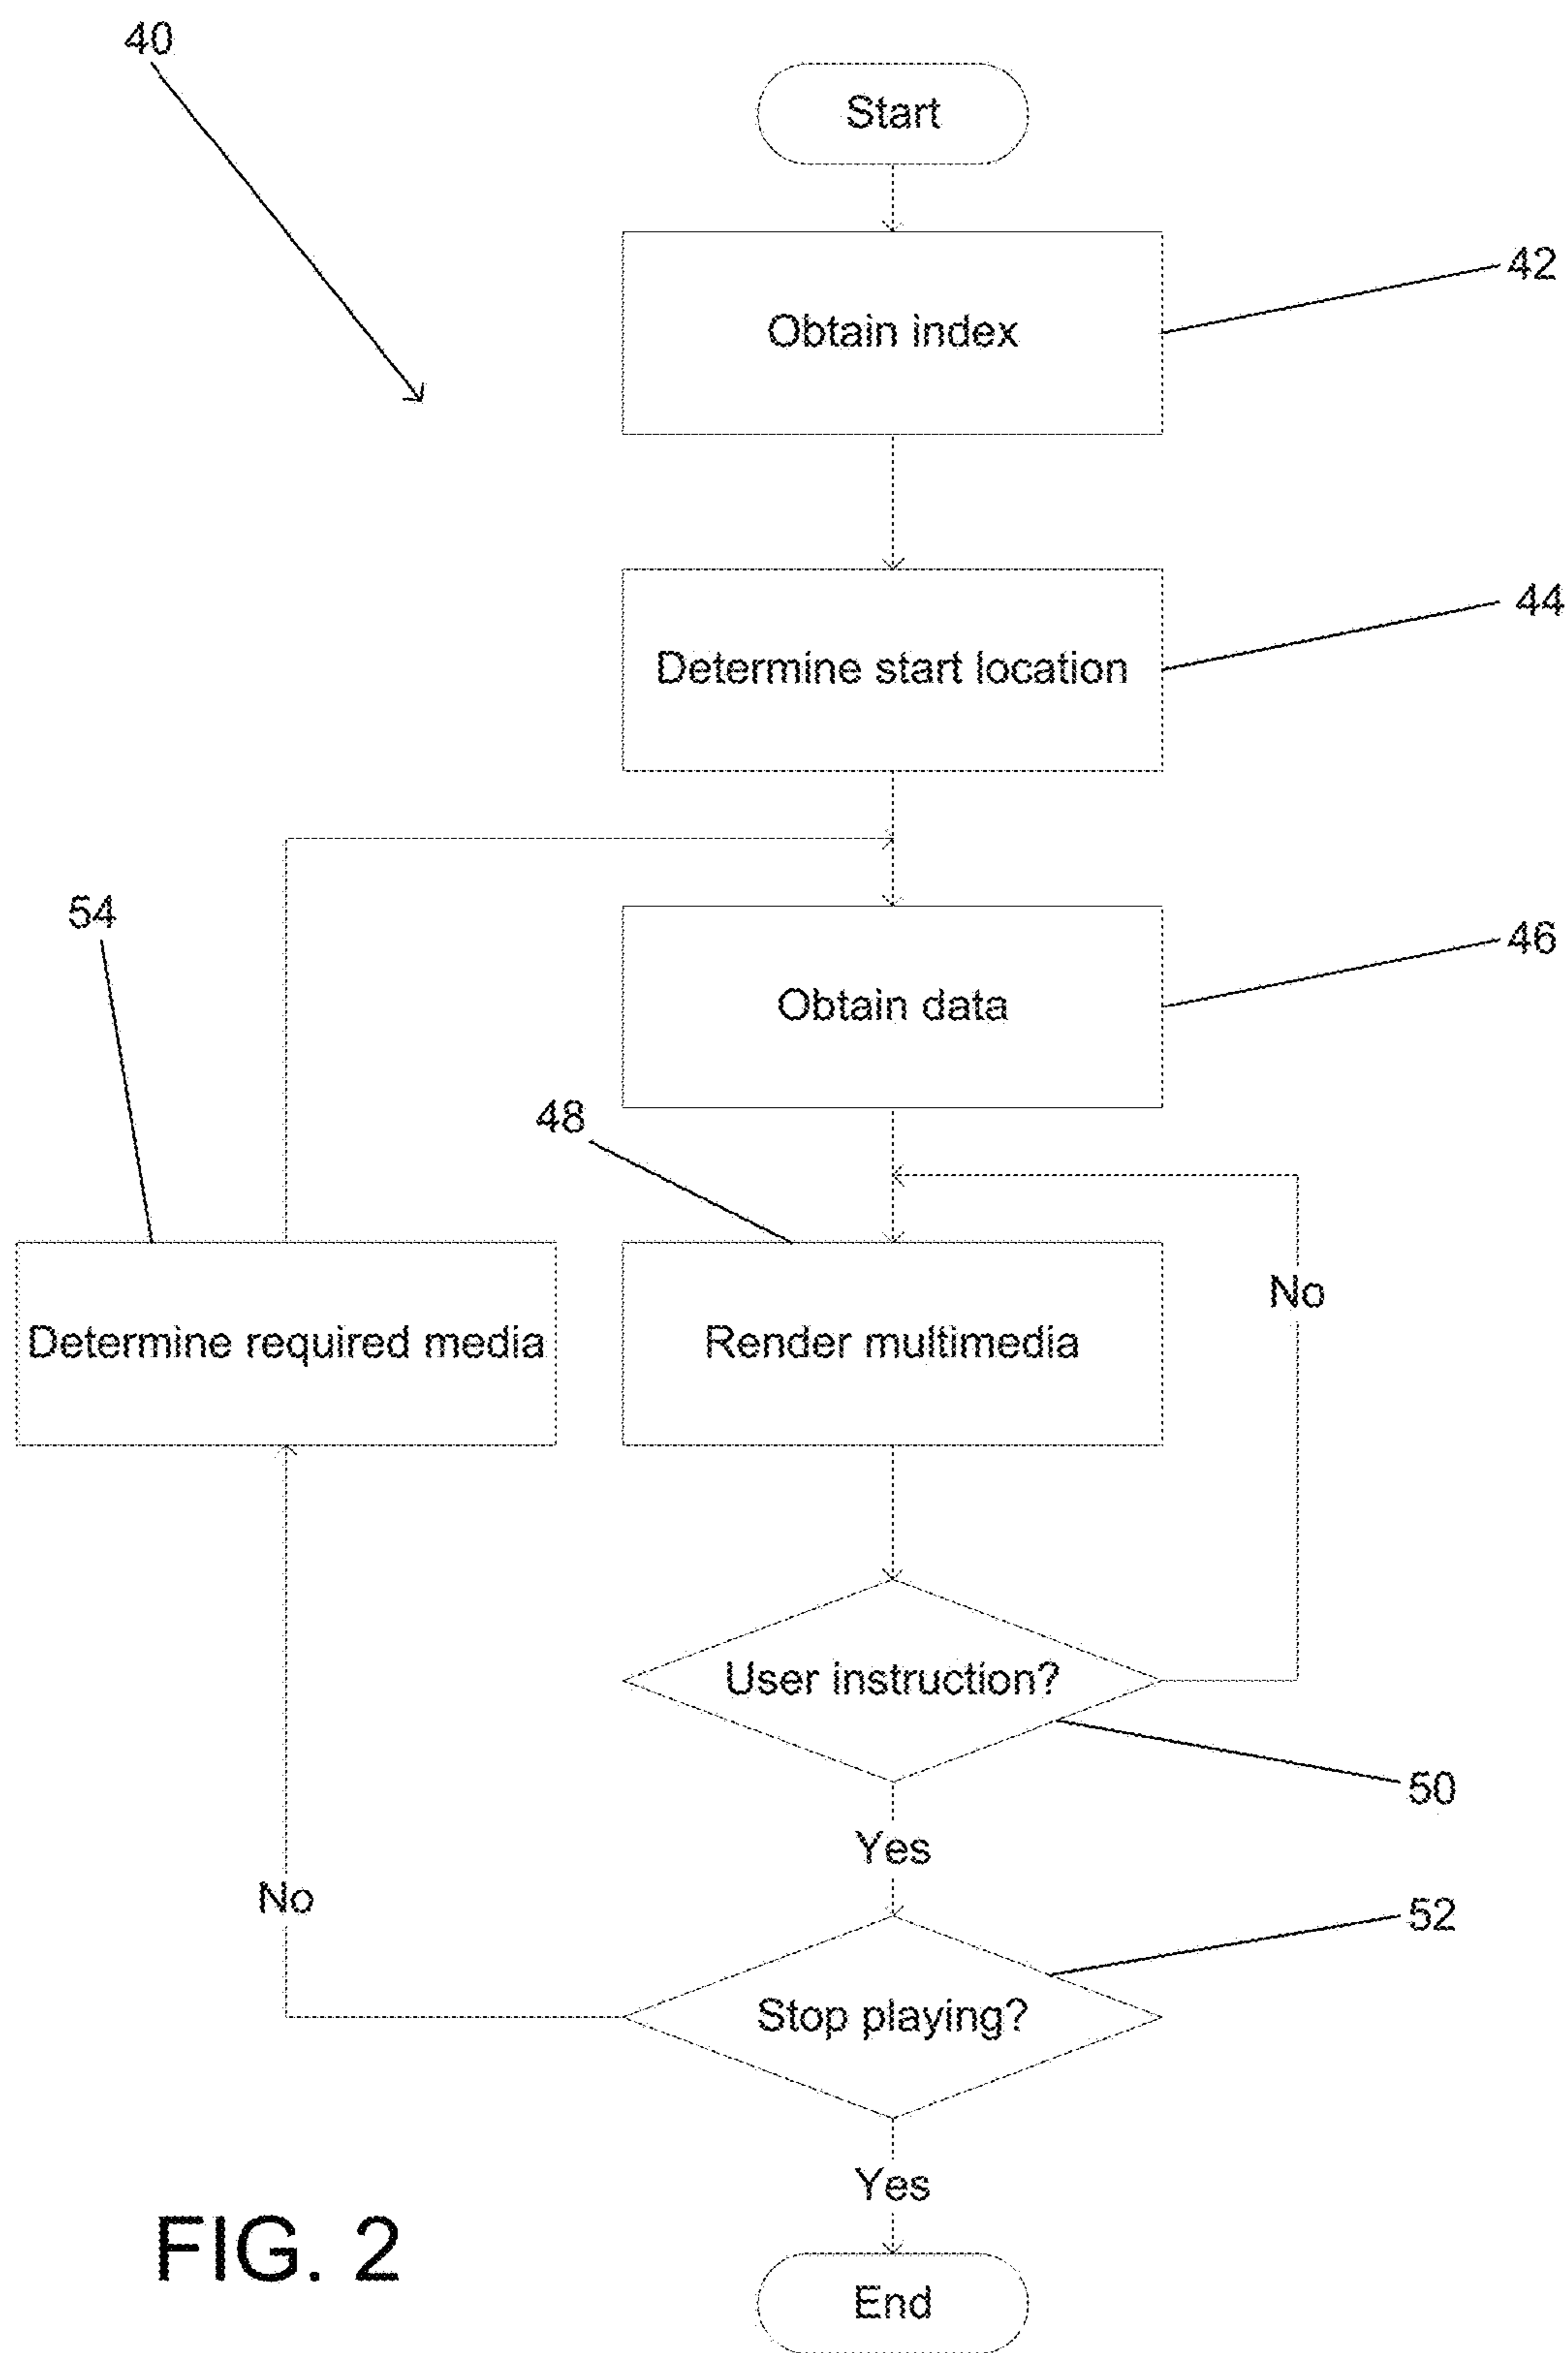 40
Start
42
Obtain index
44
Determine start location
54
46
Obtain data
48
No
Determine required media
Render multimedia
User instruction?
50
Yes
No
52
Stop playing?
Yes
FIG. 2
End